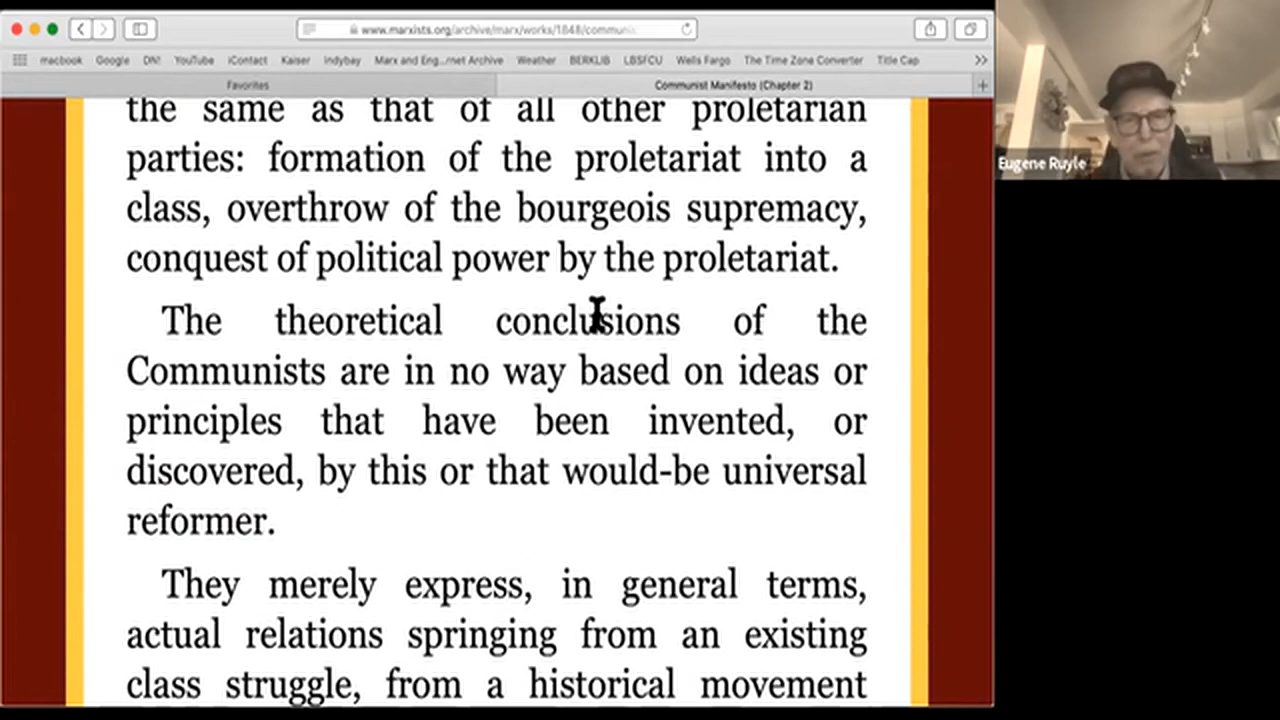 www.marxists.org/archive/marx/works/1848/communis
macbook Google DN! YouTube iContact Kaiser Indybay Marx and Eng...rnet Archive Weather BERKLIB LBSFCU Wells Fargo The Time Zone Converter Title Cap
Favorites Communist Manifesto (Chapter 2)
the same as that of all other proletarian
parties: formation of the proletariat into a
class, overthrow of the bourgeois supremacy,
conquest of political power by the proletariat.
The theoretical conclusions of the
Communists are in no way based on ideas or
principles that have been invented, or
discovered, by this or that would-be universal
reformer.
They merely express, in general terms,
actual relations springing from an existing
class struggle, from a historical movement
Eugene Ruyle